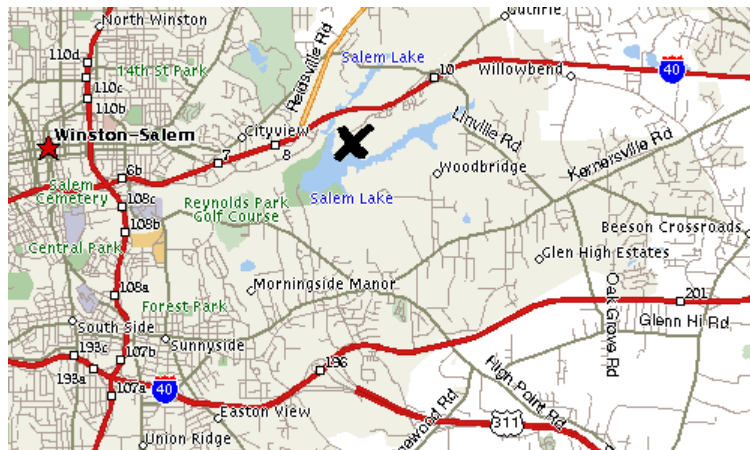 Guthrie
North Winston
110d
Salem Lake
10
Willowbend
40
14th St Park
Reidsville Rd
110c
110b
Winston-Salem
Cityview
Linville Rd
Kernersville Rd
7
8
6b
Woodbridge
Salem
Cemetery
108c
Reynolds Park
Golf Course
Salem Lake
108b
Beeson Crossroads
Central Park
Glen High Estates
108a
Morningside Manor
Oak Grove Rd
201
Forest Park
Glenn Hi Rd
South Side
Sunnyside
193c
107b
196
193a
107a
40
High Point Rd
Easton View
311
ewood Rd
Union Ridge